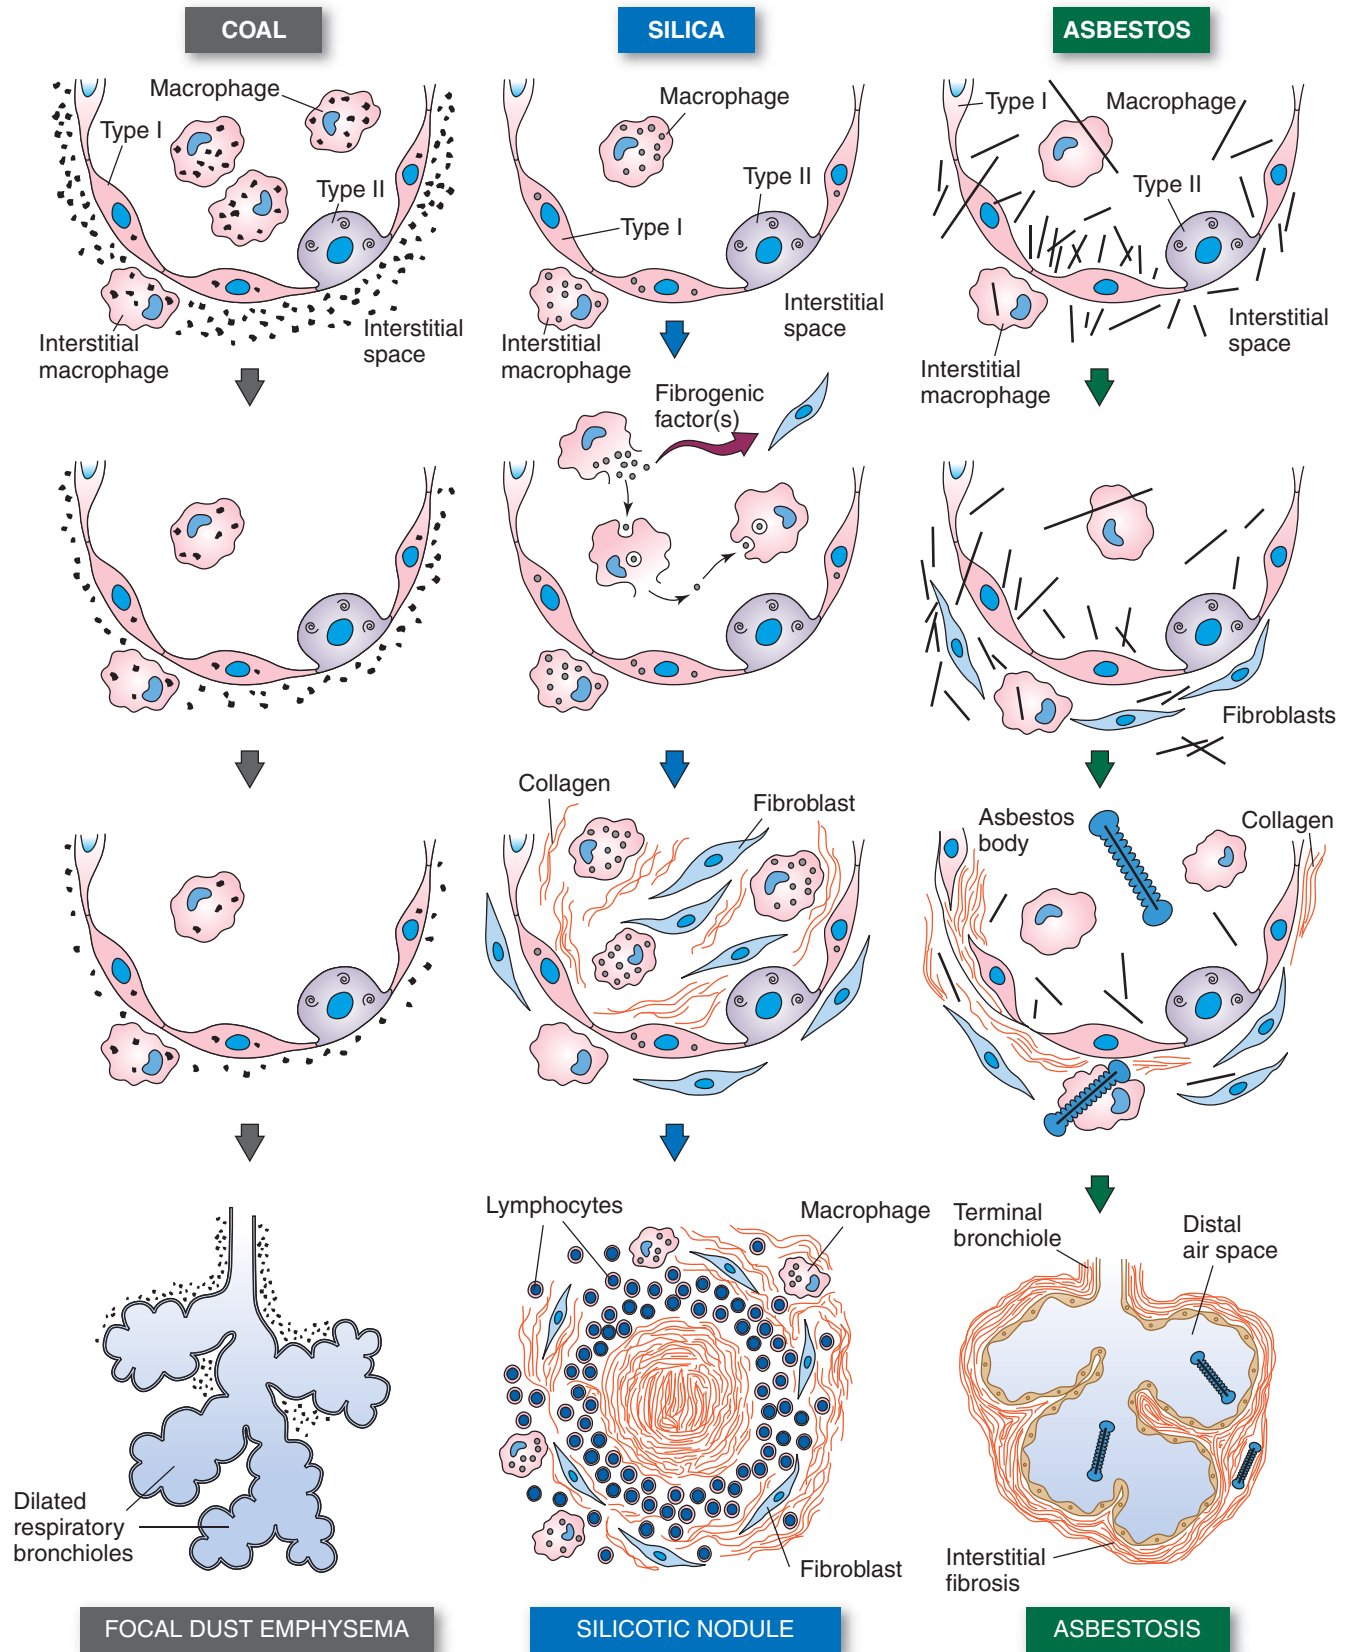 COAL
SILICA
ASBESTOS
Macrophage
Type I
Type II
Interstitial
macrophage
Interstitial
space
Macrophage
Type II
Type I
Interstitial
space
Interstitial
macrophage
Type I
Macrophage
Type II
Interstitial
space
Interstitial
macrophage
Fibrogenic
factor(s)
Fibroblasts
Collagen
Fibroblast
Asbestos
body
Collagen
Dilated
respiratory
bronchioles
Lymphocytes
Macrophage
Fibroblast
Terminal
bronchiole
Distal
air space
Interstitial
fibrosis
FOCAL DUST EMPHYSEMA
SILICOTIC NODULE
ASBESTOSIS